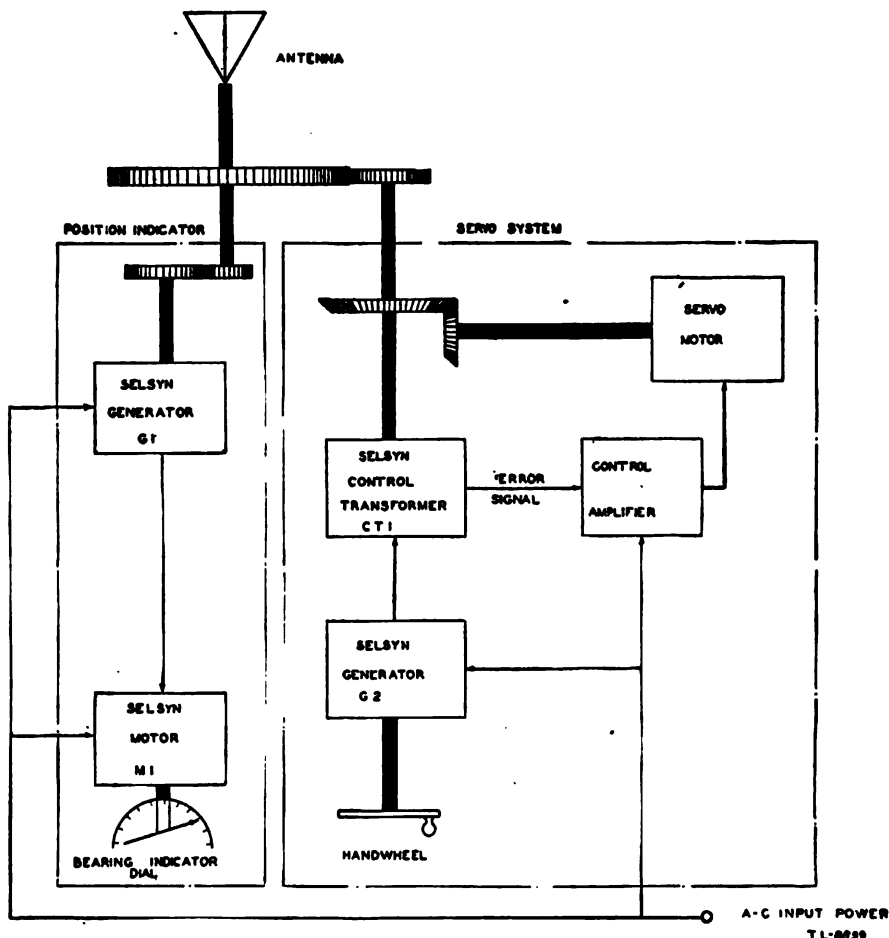 ANTENNA
POSITION INDICATOR
SERVO SYSTEM
SERVO
MOTOR
SELSYN
GENERATOR
G1
SELSYN
CONTROL
TRANSFORMER
CT1
ERROR
SIGNAL
CONTROL
AMPLIFIER
SELSYN
GENERATOR
G2
SELSYN
MOTOR
M1
BEARING INDICATOR
DIAL
HANDWHEEL
A-C INPUT POWER